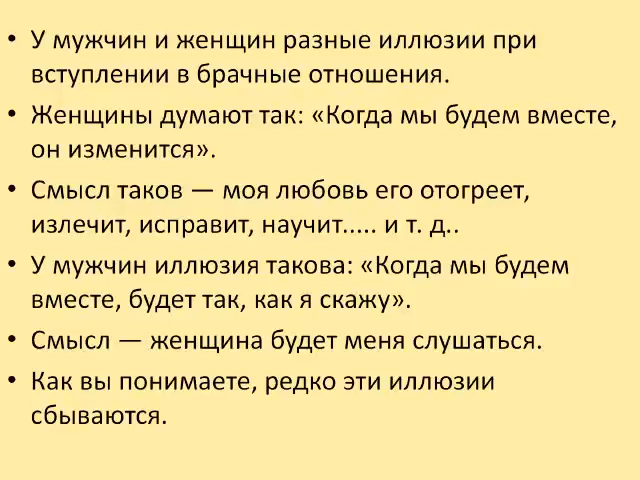 • У мужчин и женщин разные иллюзии при
вступлении в брачные отношения.
• Женщины думают так: «Когда мы будем вместе,
он изменится».
• Смысл таков — моя любовь его отогреет,
излечит, исправит, научит..... и т. д..
• У мужчин иллюзия такова: «Когда мы будем
вместе, будет так, как я скажу».
• Смысл — женщина будет меня слушаться.
• Как вы понимаете, редко эти иллюзии
сбываются.